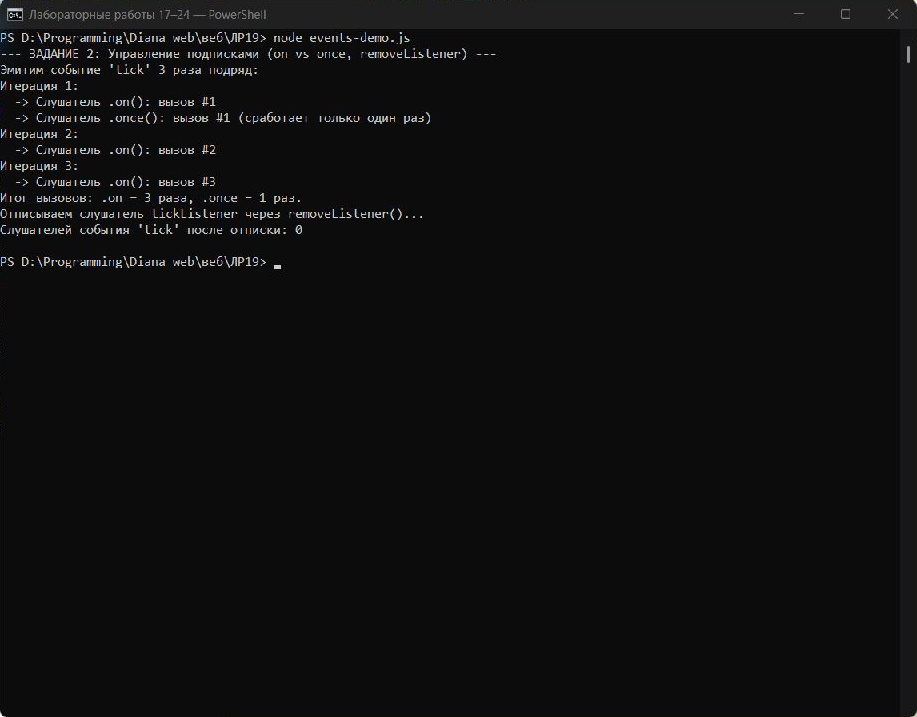 Лабораторные работы 17–24 — PowerShell
PS D:\Programming\Diana web\веб\ЛР19> node events-demo.js
--- ЗАДАНИЕ 2: Управление подписками (on vs once, removeListener) ---
Эмитим событие 'tick' 3 раза подряд:
Итерация 1:
  -> Слушатель .on(): вызов #1
  -> Слушатель .once(): вызов #1 (сработает только один раз)
Итерация 2:
  -> Слушатель .on(): вызов #2
Итерация 3:
  -> Слушатель .on(): вызов #3
Итог вызовов: .on — 3 раза, .once — 1 раз.
Отписываем слушатель tickListener через removeListener()...
Слушателей события 'tick' после отписки: 0
PS D:\Programming\Diana web\веб\ЛР19>